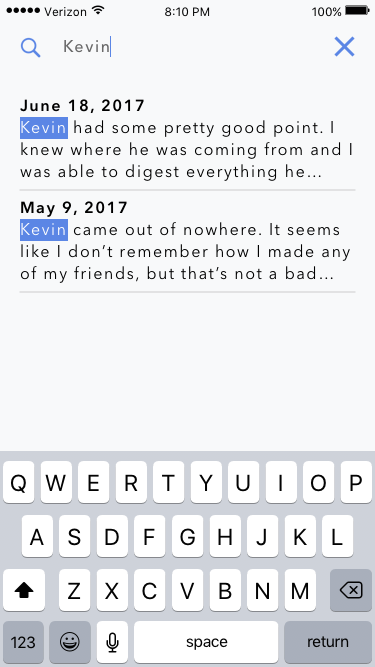 Verizon 8:10 PM 100%
Kevin
June 18, 2017
Kevin had some pretty good point. I
knew where he was coming from and I
was able to digest everything he...
May 9, 2017
Kevin came out of nowhere. It seems
like I don’t remember how I made any
of my friends, but that’s not a bad...
Q W E R T Y U I O P
A S D F G H J K L
Z X C V B N M
123 space return